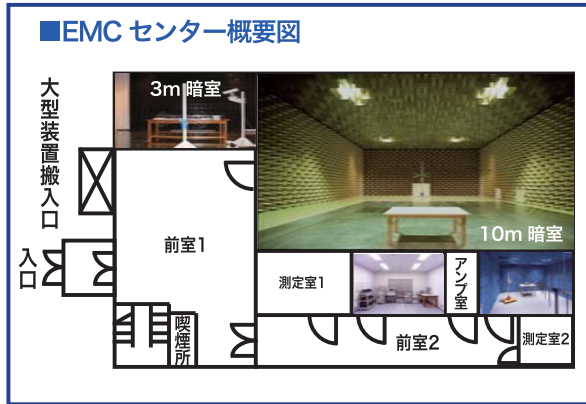 ■EMC センター概要図
大型装置搬入口
3m 暗室
10m 暗室
入口
前室1
測定室1
アンプ室
喫煙所
前室2
測定室2